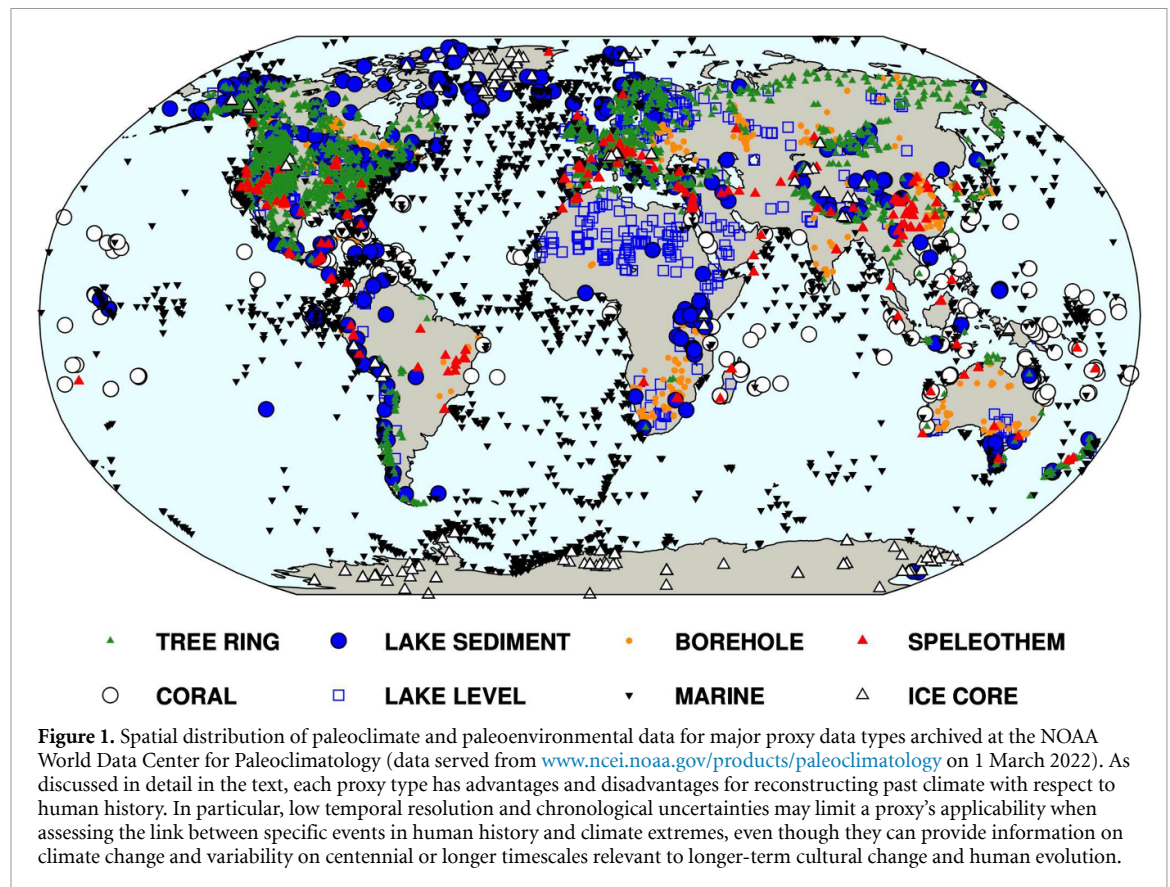 TREE RING LAKE SEDIMENT BOREHOLE SPELEOTHEM
CORAL LAKE LEVEL MARINE ICE CORE
Figure 1. Spatial distribution of paleoclimate and paleoenvironmental data for major proxy data types archived at the NOAA
World Data Center for Paleoclimatology (data served from www.ncei.noaa.gov/products/paleoclimatology on 1 March 2022). As
discussed in detail in the text, each proxy type has advantages and disadvantages for reconstructing past climate with respect to
human history. In particular, low temporal resolution and chronological uncertainties may limit a proxy's applicability when
assessing the link between specific events in human history and climate extremes, even though they can provide information on
climate change and variability on centennial or longer timescales relevant to longer-term cultural change and human evolution.